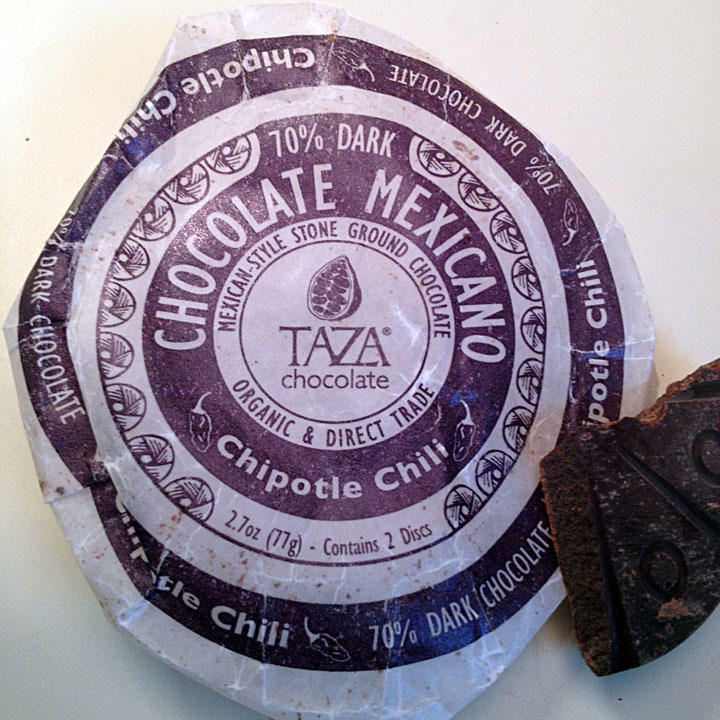 Chipotle Chili
70% DARK CHOCOLATE
Chipotle Chili
70% DARK
CHOCOLATE MEXICANO
MEXICAN-STYLE STONE GROUND CHOCOLATE
TAZA®
chocolate
ORGANIC & DIRECT TRADE
Chipotle Chili
2.7oz (77g) - Contains 2 Discs
DARK CHOCOLATE
Chipotle Chili
70% DARK CHOCOLATE